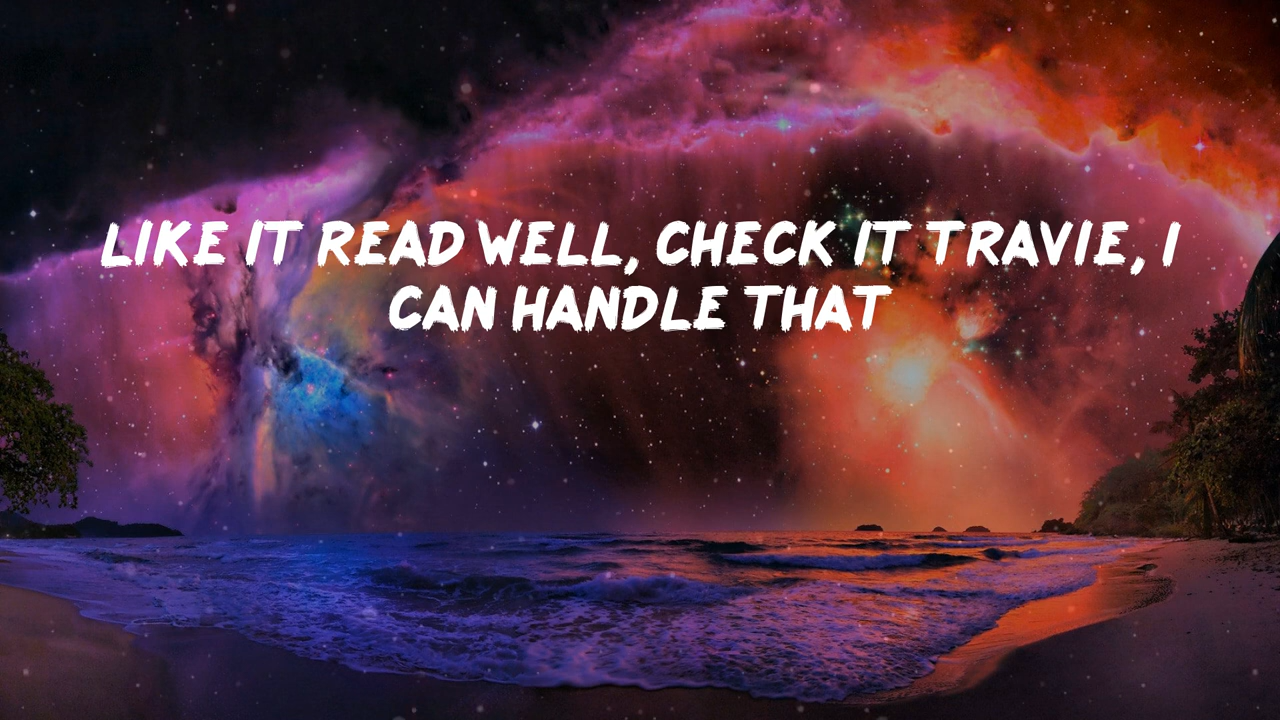 LIKE IT READ WELL, CHECK IT TRAVIE, I
CAN HANDLE THAT